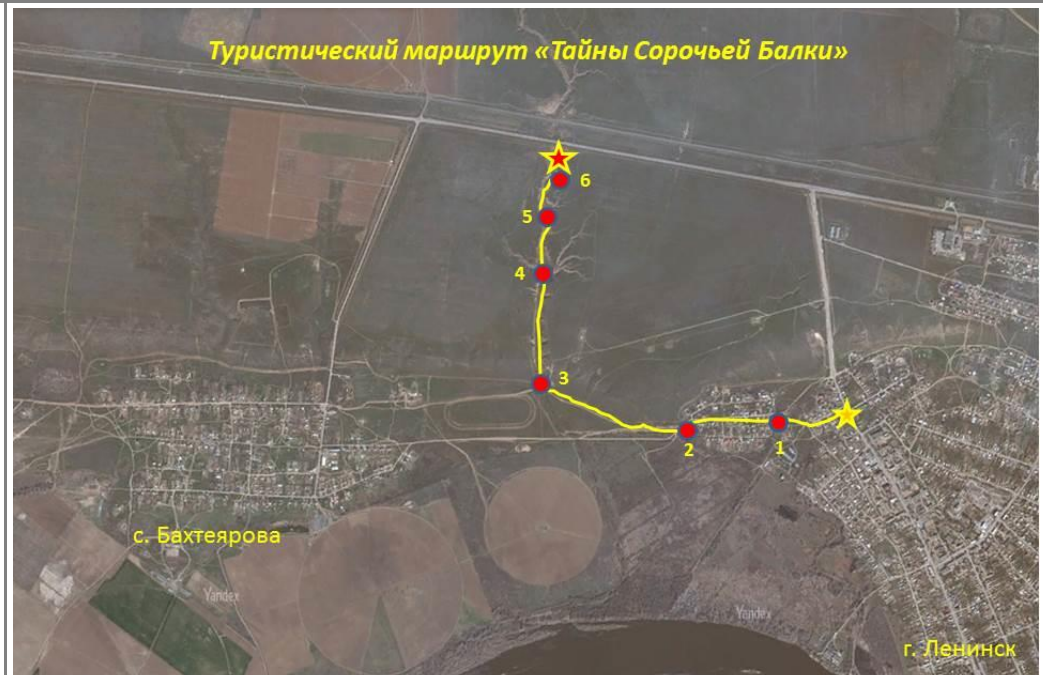 Туристический маршрут «Тайны Сорочьей Балки»
6
5
4
3
2
1
с. Бахтеярова
Yandex
Yandex
г. Ленинск